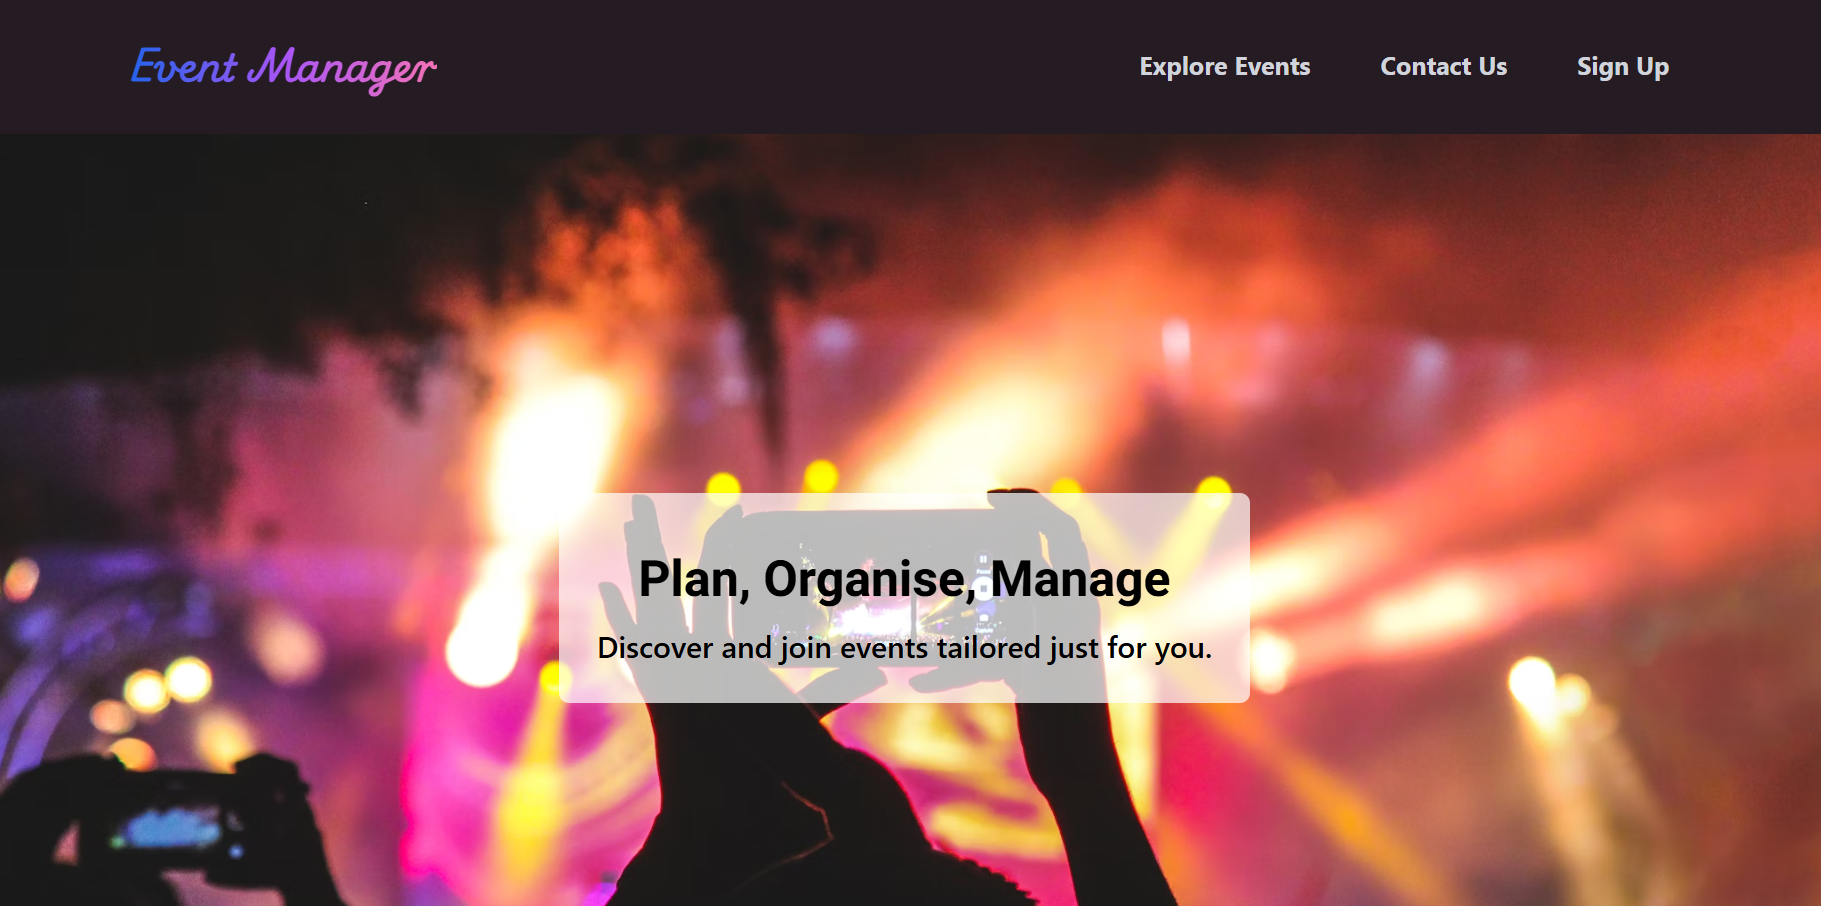 Event Manager
Explore Events
Contact Us
Sign Up
Plan, Organise, Manage
Discover and join events tailored just for you.